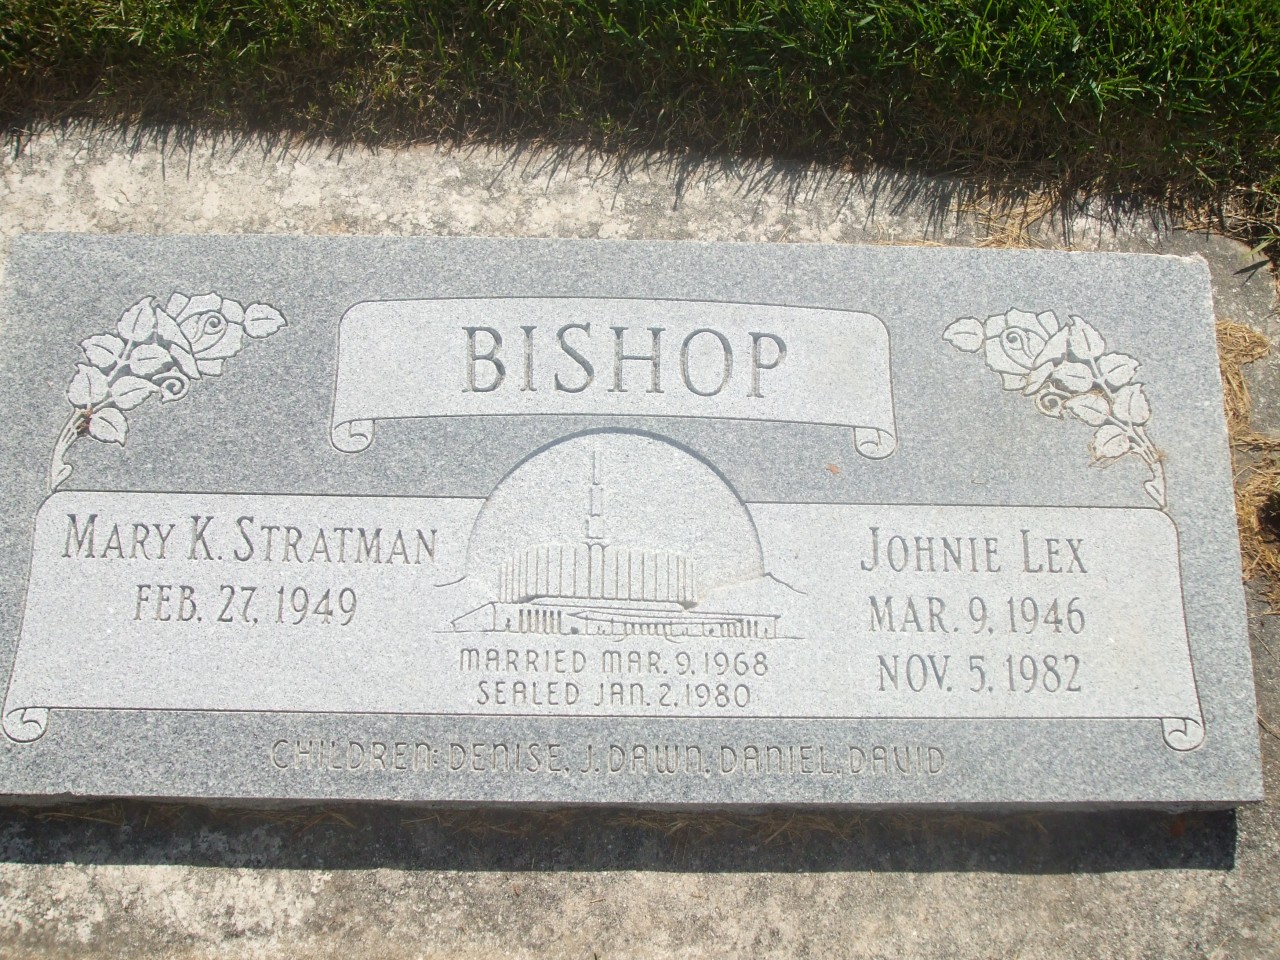 BISHOP
MARY K. STRATMAN
FEB. 27, 1949
JOHNIE LEX
MAR. 9, 1946
NOV. 5, 1982
MARRIED MAR. 9, 1968
SEALED JAN. 2, 1980
CHILDREN: DENISE, J. DAWN, DANIEL, DAVID